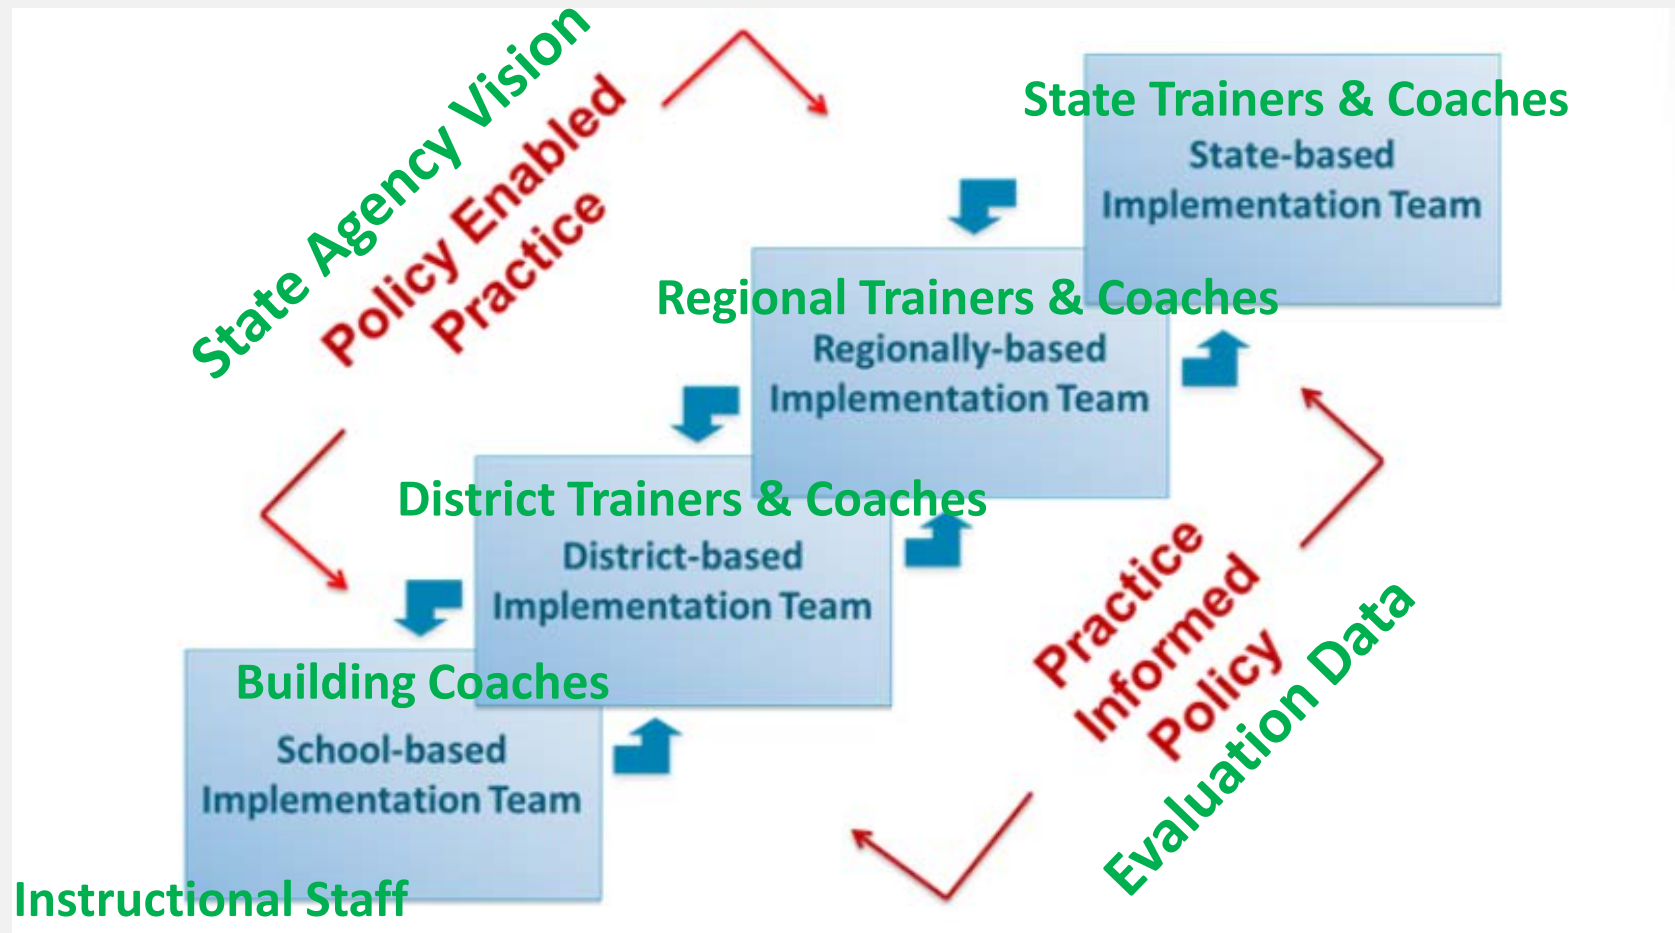 State Agency Vision
Policy Enabled
Practice
State Trainers & Coaches
State-based
Implementation Team
Regional Trainers & Coaches
Regionally-based
Implementation Team
District Trainers & Coaches
District-based
Implementation Team
Building Coaches
School-based
Implementation Team
Instructional Staff
Practice
Informed
Policy
Evaluation Data